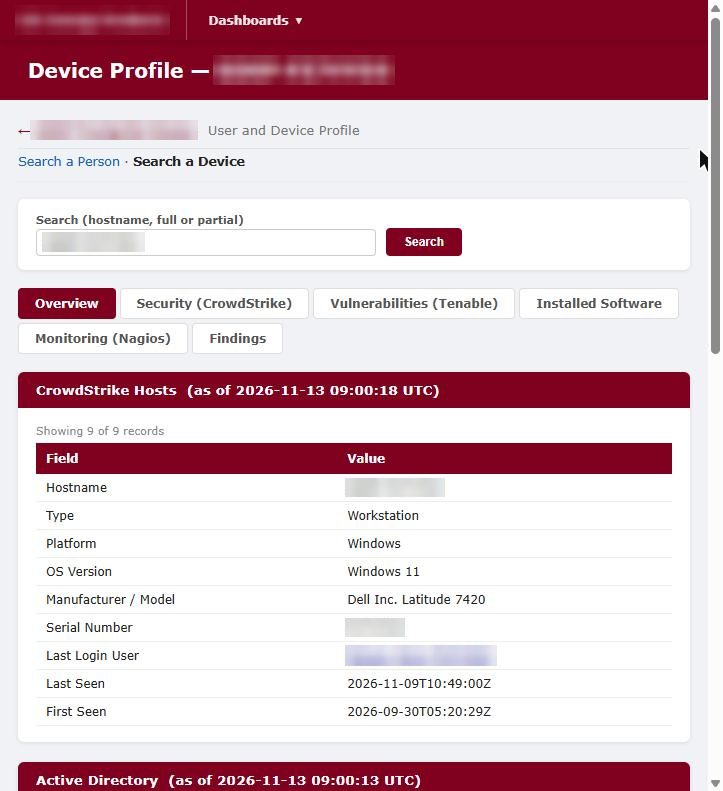 Dashboards ▼
Device Profile —
← User and Device Profile
Search a Person · Search a Device
Search (hostname, full or partial)
Search
Overview Security (CrowdStrike) Vulnerabilities (Tenable) Installed Software
Monitoring (Nagios) Findings
CrowdStrike Hosts (as of 2026-11-13 09:00:18 UTC)
Showing 9 of 9 records
Field Value
Hostname
Type Workstation
Platform Windows
OS Version Windows 11
Manufacturer / Model Dell Inc. Latitude 7420
Serial Number
Last Login User
Last Seen 2026-11-09T10:49:00Z
First Seen 2026-09-30T05:20:29Z
Active Directory (as of 2026-11-13 09:00:13 UTC)